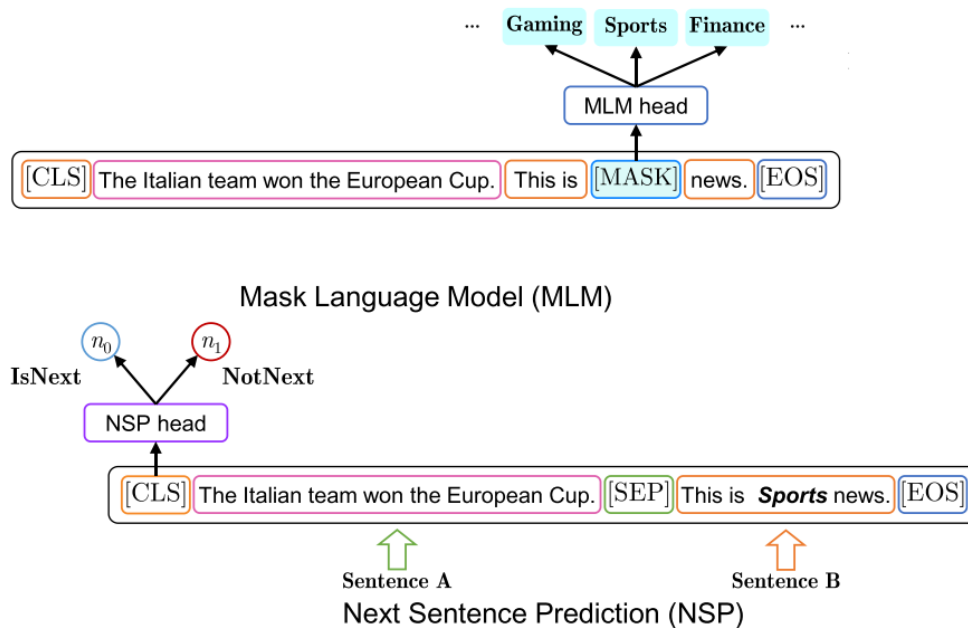 ... Gaming Sports Finance ...
MLM head
[CLS] The Italian team won the European Cup. This is [MASK] news. [EOS]
Mask Language Model (MLM)
n0 n1
IsNext NotNext
NSP head
[CLS] The Italian team won the European Cup. [SEP] This is Sports news. [EOS]
Sentence A Sentence B
Next Sentence Prediction (NSP)